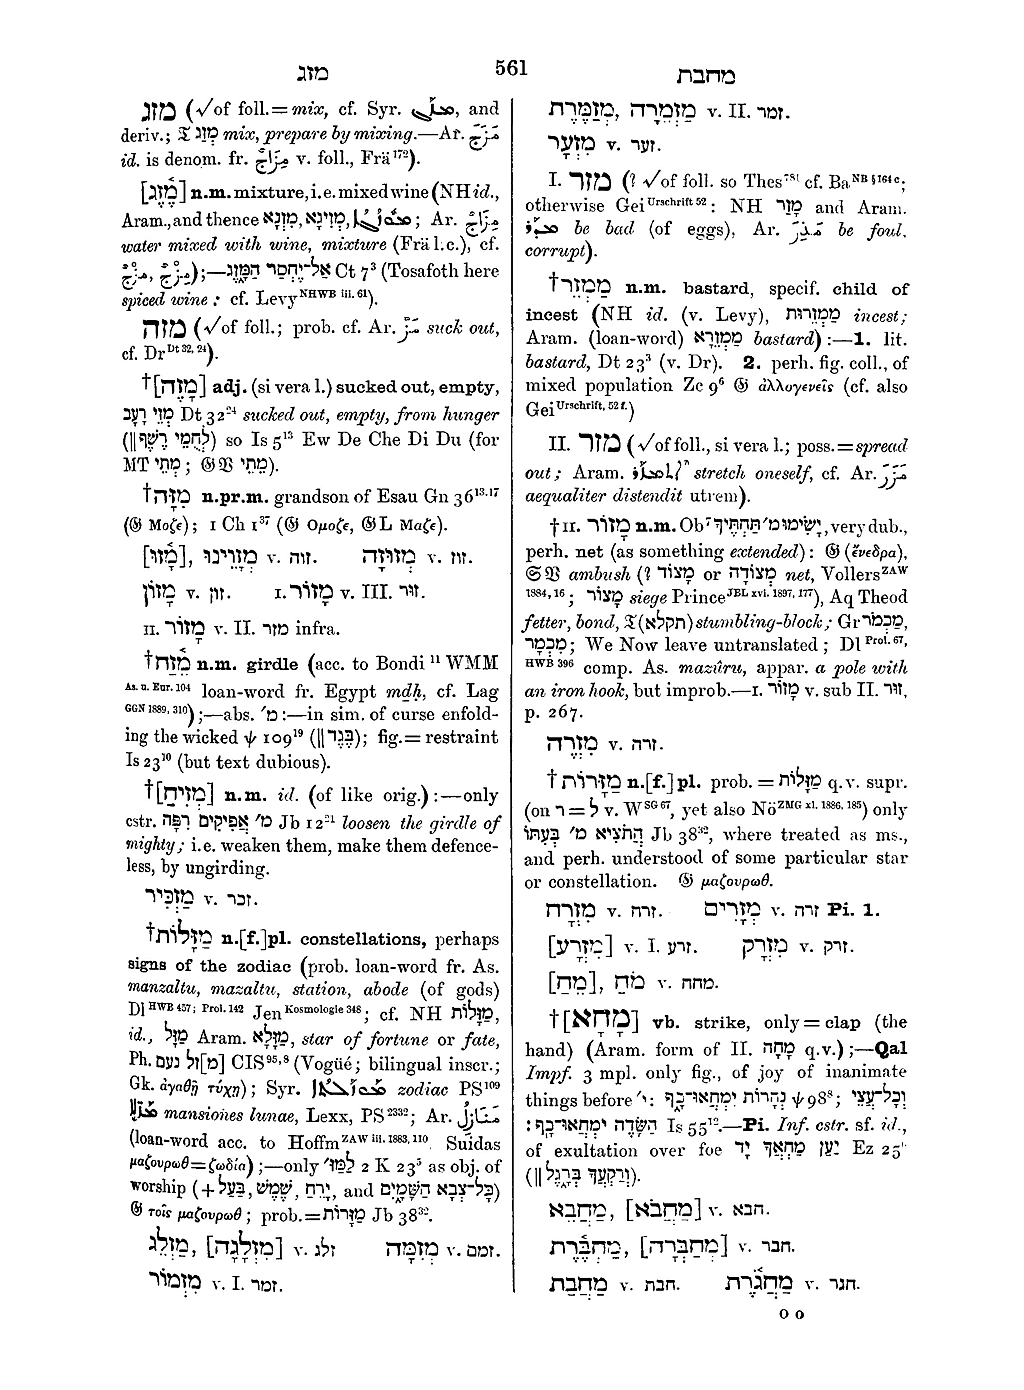 מזג
561
מחבת
מזג (√of foll.=mix, cf. Syr. , and
deriv.; 𝔗 מְזַג mix, prepare by mixing.—Ar. مَزَجَ
id. is denom. fr. مِزَاجٌ v. foll., Frä¹⁷²).
[מֶ֫זֶג] n.m. mixture, i.e. mixed wine (NH id.,
Aram., and thence ; Ar. مِزَاجٌ
water mixed with wine, mixture (Frä l.c.), cf.
);—אַל־יֶחְסַר הַמָּ֑זֶג Ct 7³ (Tosafoth here
spiced wine: cf. Levy NHWB iii. 61).
מזה (√of foll.; prob. cf. Ar. مَزَّ suck out,
cf. Dr Dt 32, 24).
†[מָזֶה] adj. (si vera l.) sucked out, empty,
מְזֵי רָעָב Dt 32²⁴ sucked out, empty, from hunger
(‖לְחֻמֵי רֶשֶׁף) so Is 5¹³ Ew De Che Di Du (for
MT מְתֵי; 𝔊 𝔙 מֵתֵי).
†מִזָּה n.pr.m. grandson of Esau Gn 36¹³·¹⁷
(𝔊 Μοζε); 1 Ch 1³⁷ (𝔊 Ομοζε, 𝔊L Μαζε).
[מָ֫זוּ], מְזָוֵינוּ v. זוה. מְזוּזָה v. זוז.
מָזוֹן v. זון. I. מָזוֹר v. III. זור.
II. מָזוֹר v. II. מזר infra.
†מֵ֫זַח n.m. girdle (acc. to Bondi¹¹ WMM
As. u. Eur. 104 loan-word fr. Egypt mdḥ, cf. Lag
GGN 1889, 310);—abs. מ׳:—in sim. of curse enfold-
ing the wicked ψ 109¹⁹ (‖בֶּגֶד); fig.=restraint
Is 23¹⁰ (but text dubious).
†[מָזִיחַ] n.m. id. (of like orig.):—only
cstr. מ׳ אֲפִיקִים רִפָּה Jb 12²¹ loosen the girdle of
mighty; i.e. weaken them, make them defence-
less, by ungirding.
מַזְכִּיר v. זכר.
†מַזָּלוֹת n.[f.]pl. constellations, perhaps
signs of the zodiac (prob. loan-word fr. As.
manzaltu, mazaltu, station, abode (of gods)
Dl HWB 457; Prol. 142 Jen Kosmologie 348; cf. NH מַזָּלוֹת,
id., מַזָּל Aram. מַזָּלָא, star of fortune or fate,
Ph. מ]זל נעם] CIS⁹⁵·⁸ (Vogüé; bilingual inscr.;
Gk. ἀγαθῇ τύχῃ); Syr. zodiac PS¹⁰⁹
mansiones lunae, Lexx, PS²³³²; Ar. مَنَازِل
(loan-word acc. to Hoffm ZAW iii. 1883, 110. Suidas
μαζουρωθ=ζωδία);—only לַמַּזּ׳ 2 K 23⁵ as obj. of
worship (+בַּעַל, שֶׁמֶשׁ, יָרֵחַ, and כָּל־צְבָא הַשָּׁמַיִם)
𝔊 τοῖς μαζουρωθ; prob.=מַזָּרוֹת Jb 38³².
מַזְלֵג, [מִזְלָגָה] v. זלג. מְזִמָּה v. זמם.
מִזְמוֹר v. I. זמר.
מַזְמֵרָה, מְזַמֶּרֶת v. II. זמר.
מִזְעָר v. זער.
I. מזר (? √of foll. so Thes⁷⁸¹ cf. Ba NB § 164 c;
otherwise Gei Urschrift 52: NH מָזַר and Aram.
be bad (of eggs), Ar. مَذِرَ be foul,
corrupt).
†מַמְזֵר n.m. bastard, specif. child of
incest (NH id. (v. Levy), מַמְזֵרוּת incest;
Aram. (loan-word) מַמְזֵרָא bastard):—1. lit.
bastard, Dt 23³ (v. Dr). 2. perh. fig. coll., of
mixed population Zc 9⁶ 𝔊 ἀλλογενεῖς (cf. also
Gei Urschrift, 52 f.)
II. מזר (√of foll., si vera l.; poss.=spread
out; Aram. stretch oneself, cf. Ar. مَزَّرَ
aequaliter distendit utrem).
†II. מָזוֹר n.m. Ob⁷ יָשִׂימוּ מ׳ תַּחְתֶּיךָ, very dub.,
perh. net (as something extended): 𝔊 (ἔνεδρα),
𝔖 𝔙 ambush (? מָצוֹד or מְצוֹדָה net, Vollers ZAW
1884, 16; מָצוֹר siege Prince JBL xvi. 1897, 177), Aq Theod
fetter, bond, 𝔗 (תקלא) stumbling-block; Gr מַכְמֹר,
מִכְמָר; We Now leave untranslated; Dl Prol. 67,
HWB 396 comp. As. mazûru, appar. a pole with
an iron hook, but improb.—I. מָזוֹר v. sub II. זור,
p. 267.
מִזְרֶה v. זרה.
†מַזָּרוֹת n.[f.]pl. prob.=מַזָּלוֹת q.v. supr.
(on ר=ל v. W SG 67, yet also Nö ZMG xl. 1886, 185) only
הֲתֹצִיא מ׳ בְּעִתּוֹ Jb 38³², where treated as ms.,
and perh. understood of some particular star
or constellation. 𝔊 μαζουρωθ.
מִזְרָח v. זרח. מְזָרִים v. זרה Pi. 1.
[מִזְרָע] v. I. זרע. מִזְרָק v. זרק.
[מֵחַ], מֹחַ v. מחח.
†[מָחָא] vb. strike, only=clap (the
hand) (Aram. form of II. מָחָה q.v.);—Qal
Impf. 3 mpl. only fig., of joy of inanimate
things before י׳: נְהָרוֹת יִמְחֲאוּ־כָף ψ 98⁸; וְכָל־עֲצֵי
הַשָּׂדֶה יִמְחֲאוּ־כָף: Is 55¹².—Pi. Inf. cstr. sf. id.,
of exultation over foe יַעַן מַחְאֲךָ יָד Ez 25⁶
(‖וְרַקְעֲךָ בְּרֶגֶל).
מַחֲבֵא, [מַחֲבֹא] v. חבא.
מַחְבֶּ֫רֶת, [מְחַבְּרָה] v. חבר.
מַחֲבַת v. חבת. מַחֲגֹ֫רֶת v. חגר.
O O